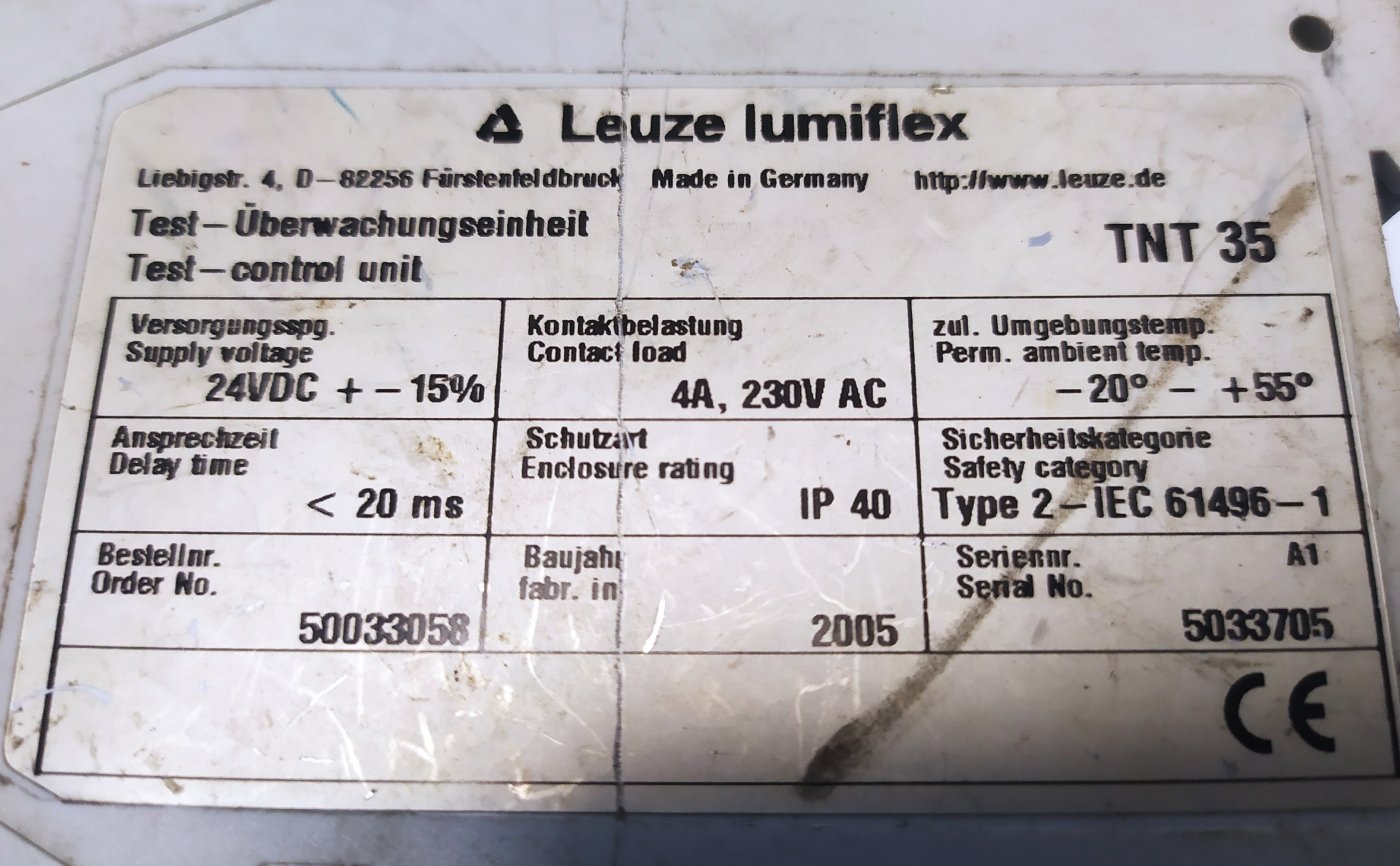 Leuze lumiflex
Liebigstr. 4, D-82256 Fürstenfeldbruck Made in Germany http://www.leuze.de
Test-Überwachungseinheit
TNT 35
Test-control unit
Versorgungsspg.
Supply voltage
24VDC + - 15%
Kontaktbelastung
Contact load
4A, 230V AC
zul. Umgebungstemp.
Perm. ambient temp.
-20° - +55°
Ansprechzeit
Delay time
< 20 ms
Schutzart
Enclosure rating
IP 40
Sicherheitskategorie
Safety category
Type 2-IEC 61496-1
Bestellnr.
Order No.
50033058
Baujahr
fabr. in
2005
Seriennr. A1
Serial No.
5033705
CE